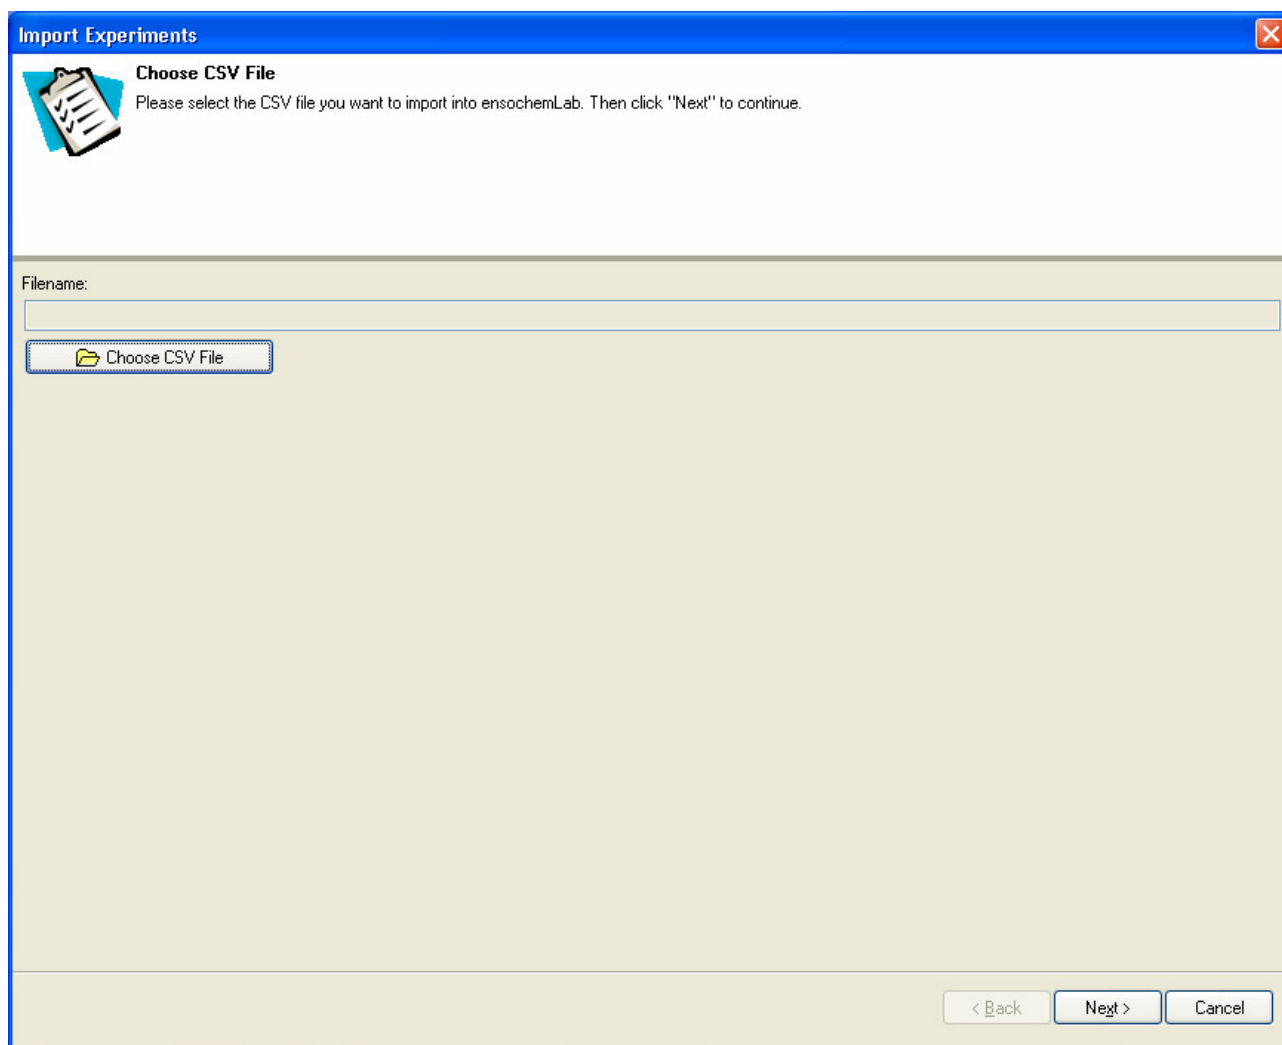 Import Experiments
Choose CSV File
Please select the CSV file you want to import into ensochemLab. Then click "Next" to continue.
Filename:
Choose CSV File
< Back
Next >
Cancel